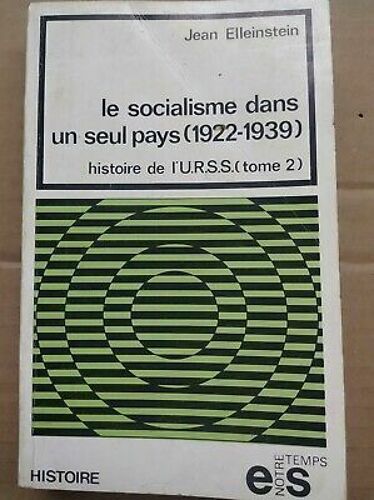 Jean Elleinstein
le socialisme dans
un seul pays (1922-1939)
histoire de l'U.R.S.S. (tome 2)
HISTOIRE
es
NOTRE
TEMPS